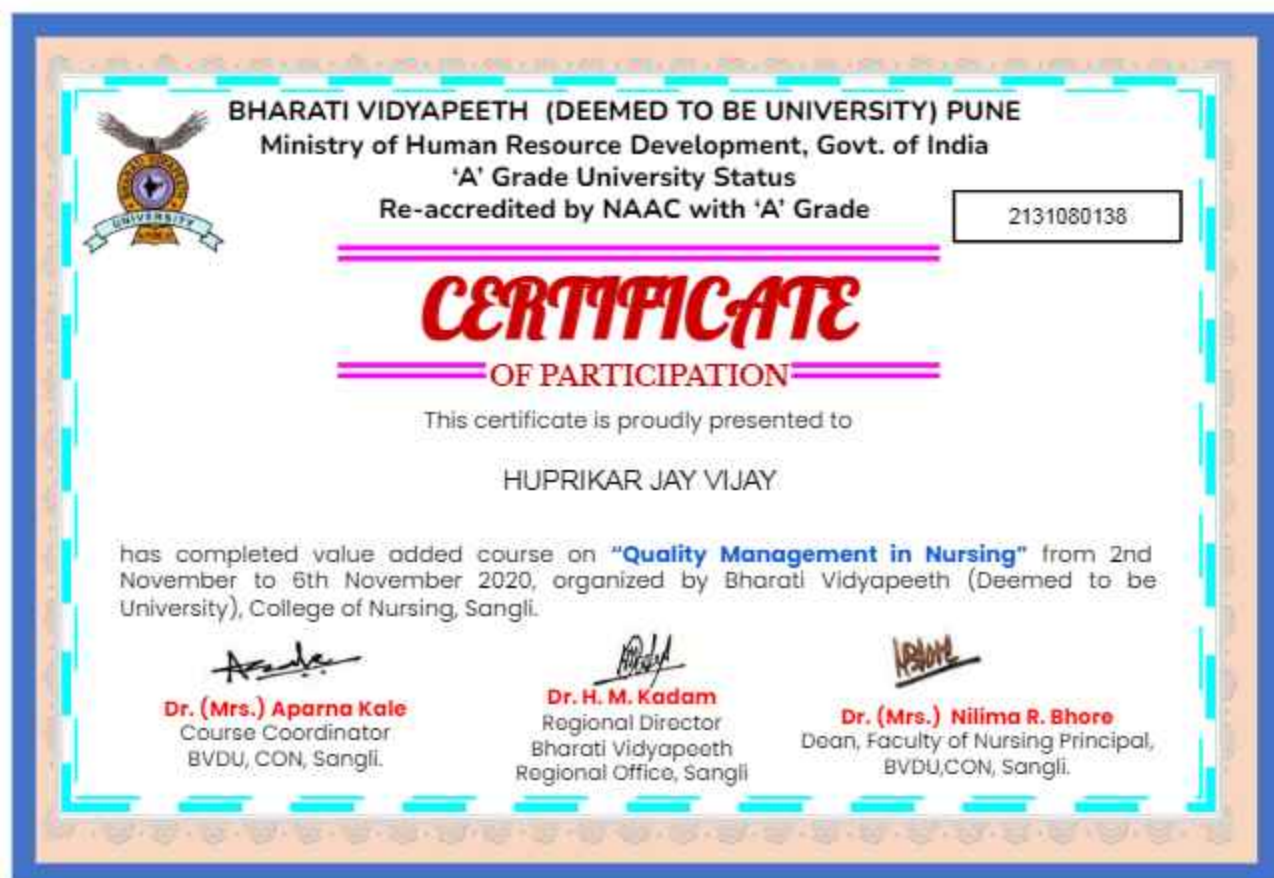 BHARATI VIDYAPEETH (DEEMED TO BE UNIVERSITY) PUNE
Ministry of Human Resource Development, Govt. of India
‘A’ Grade University Status
Re-accredited by NAAC with ‘A’ Grade
2131080138
BHARATI VIDYAPEETH
UNIVERSITY
CERTIFICATE
OF PARTICIPATION
This certificate is proudly presented to
HUPRIKAR JAY VIJAY
has completed value added course on “Quality Management in Nursing” from 2nd
November to 6th November 2020, organized by Bharati Vidyapeeth (Deemed to be
University), College of Nursing, Sangli.
Dr. (Mrs.) Aparna Kale
Course Coordinator
BVDU, CON, Sangli.
Dr. H. M. Kadam
Regional Director
Bharati Vidyapeeth
Regional Office, Sangli
Dr. (Mrs.) Nilima R. Bhore
Dean, Faculty of Nursing Principal,
BVDU,CON, Sangli.